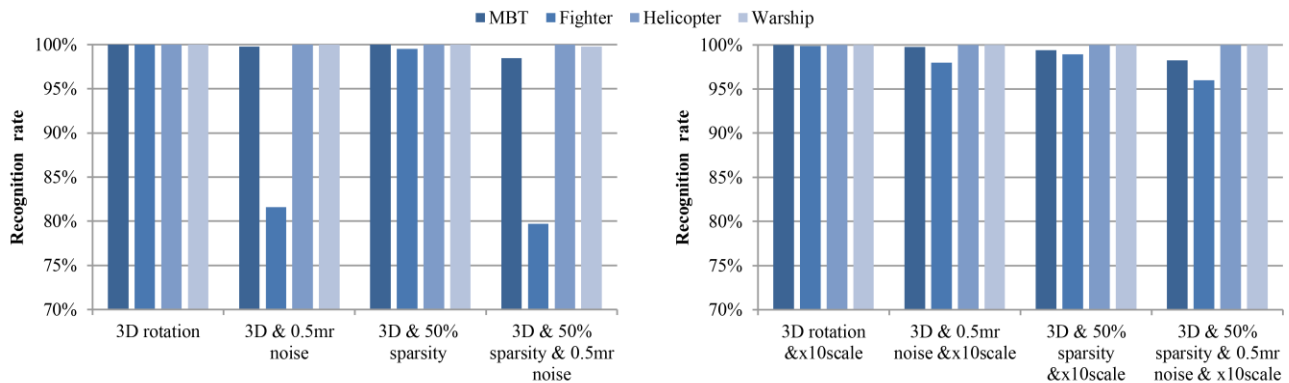 MBT Fighter Helicopter Warship
Recognition rate
100%
95%
90%
85%
80%
75%
70%
3D rotation
3D & 0.5mr
noise
3D & 50%
sparsity
3D & 50%
sparsity & 0.5mr
noise
Recognition rate
100%
95%
90%
85%
80%
75%
70%
3D rotation
&x10scale
3D & 0.5mr
noise &x10scale
3D & 50%
sparsity
&x10scale
3D & 50%
sparsity & 0.5mr
noise & x10scale